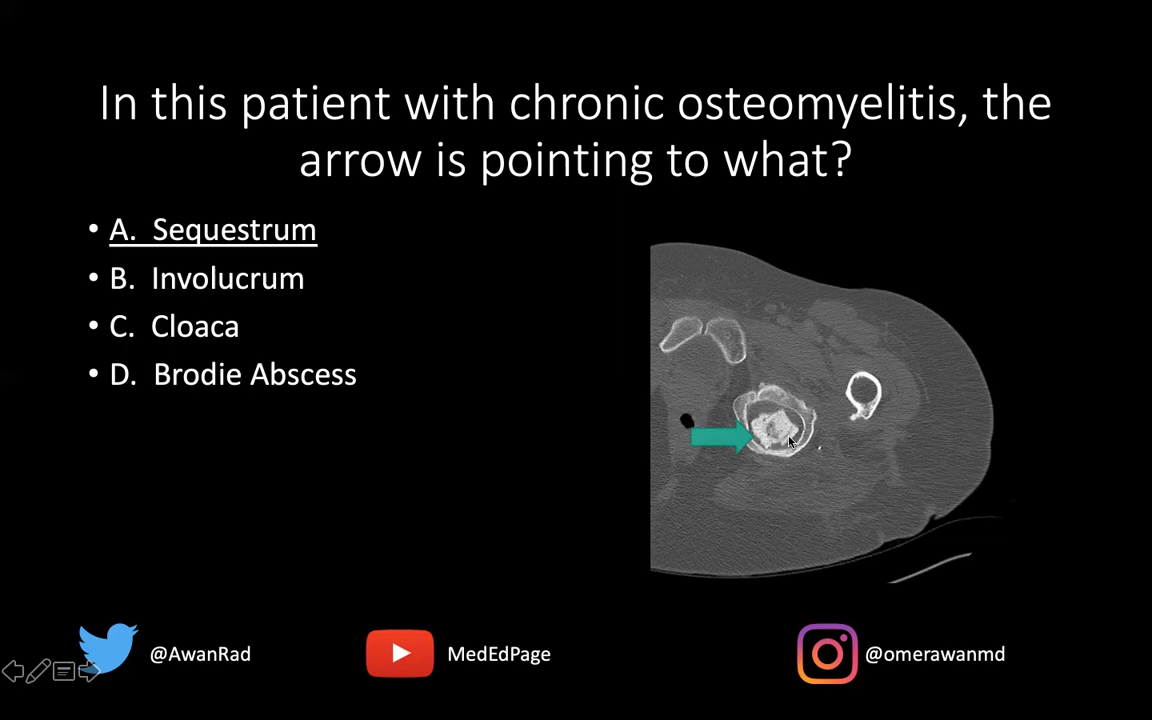 In this patient with chronic osteomyelitis, the
arrow is pointing to what?
• A. Sequestrum
• B. Involucrum
• C. Cloaca
• D. Brodie Abscess
@AwanRad
MedEdPage
@omerawanmd